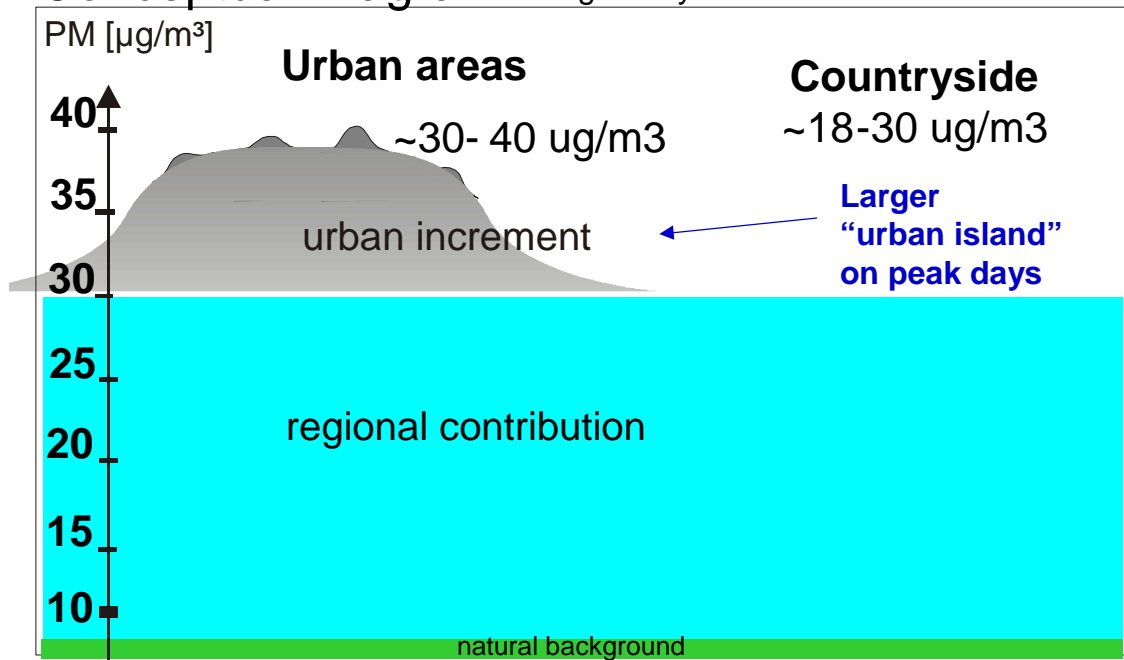 PM [µg/m³]
Urban areas
Countryside
40
~30- 40 ug/m3
~18-30 ug/m3
35
Larger
“urban island”
on peak days
urban increment
30
25
regional contribution
20
15
10
natural background